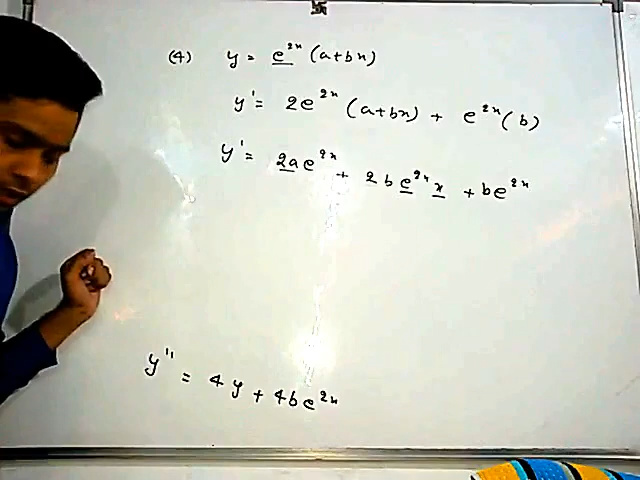 (4) y = e^{2x} (a+bx)
y' = 2e^{2x} (a+bx) + e^{2x} (b)
y' = 2ae^{2x} + 2be^{2x} x + be^{2x}
y'' = 4y + 4be^{2x}